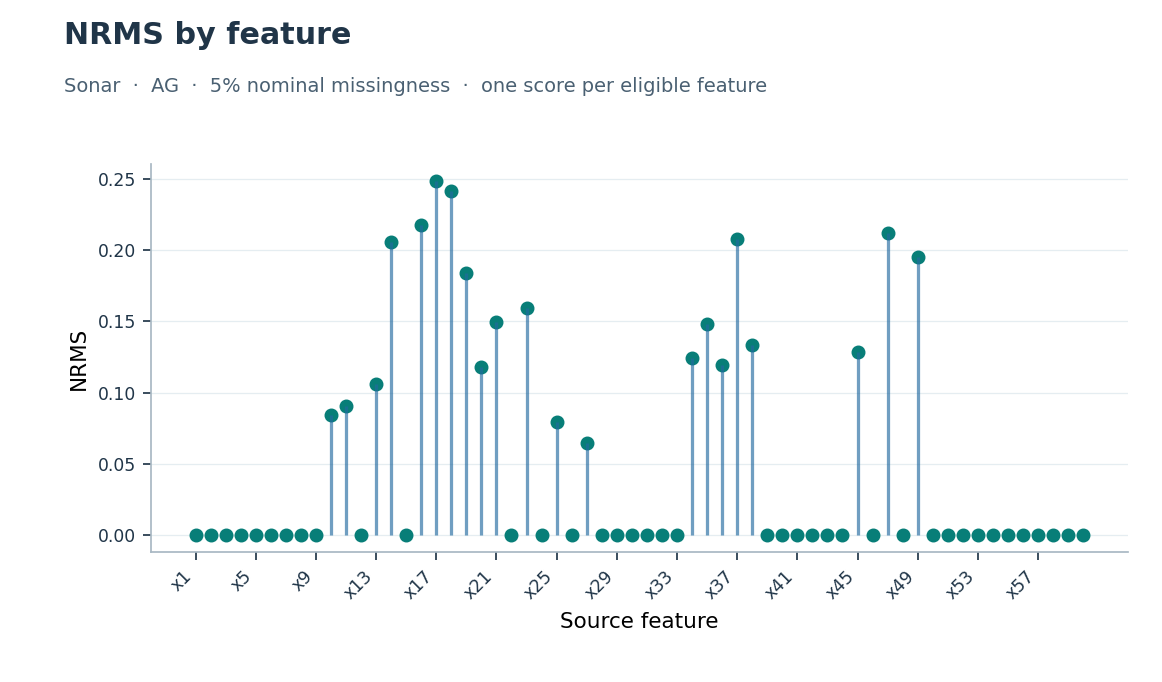 NRMS by feature
Sonar · AG · 5% nominal missingness · one score per eligible feature
0.25
0.20
0.15
0.10
0.05
0.00
NRMS
x1 x5 x9 x13 x17 x21 x25 x29 x33 x37 x41 x45 x49 x53 x57
Source feature